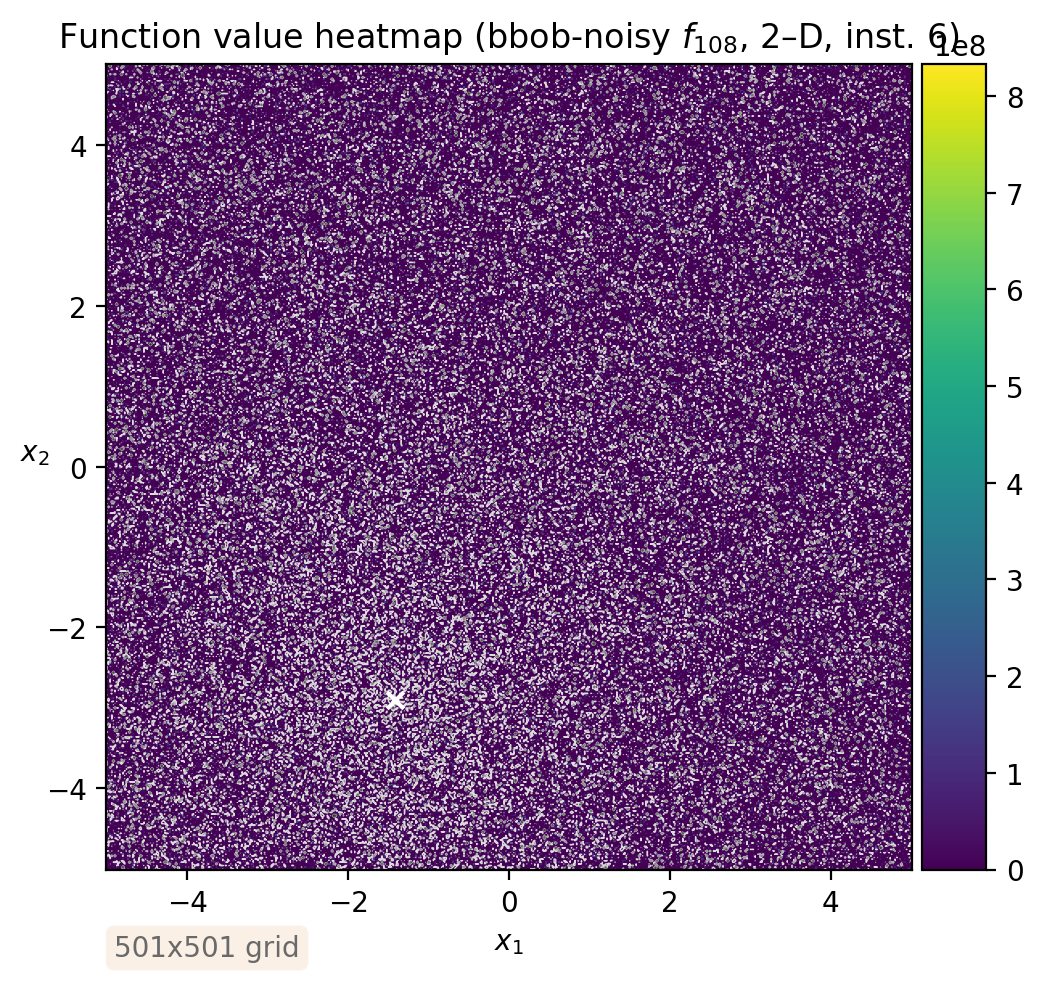 Function value heatmap (bbob-noisy f108, 2–D, inst. 6)
1e8
8
7
6
5
4
3
2
1
0
4
2
0
−2
−4
x2
−4 −2 0 2 4
x1
501x501 grid